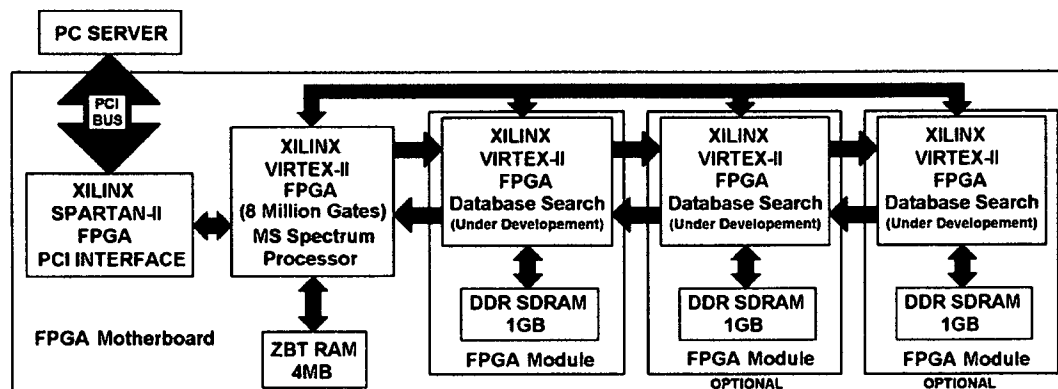 PC SERVER
PCI
BUS
XILINX
SPARTAN-II
FPGA
PCI INTERFACE
XILINX
VIRTEX-II
FPGA
(8 Million Gates)
MS Spectrum
Processor
ZBT RAM
4MB
FPGA Motherboard
XILINX
VIRTEX-II
FPGA
Database Search
(Under Developement)
DDR SDRAM
1GB
FPGA Module
XILINX
VIRTEX-II
FPGA
Database Search
(Under Developement)
DDR SDRAM
1GB
FPGA Module
OPTIONAL
XILINX
VIRTEX-II
FPGA
Database Search
(Under Developement)
DDR SDRAM
1GB
FPGA Module
OPTIONAL